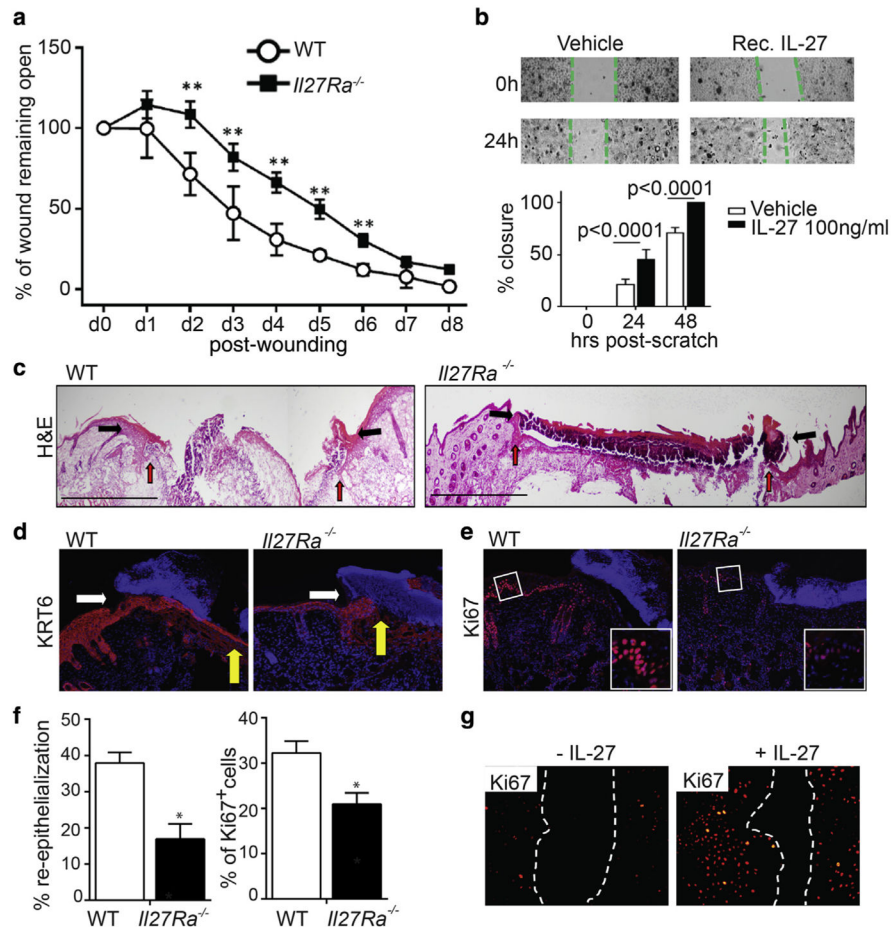 a
WT
Il27Ra-/-
% of wound remaining open
150
100
50
0
** ** ** ** **
d0 d1 d2 d3 d4 d5 d6 d7 d8
post-wounding
b
Vehicle Rec. IL-27
0h
24h
p<0.0001
p<0.0001
Vehicle
IL-27 100ng/ml
% closure
100
50
0
0 24 48
hrs post-scratch
c
WT Il27Ra -/-
H&E
d
WT Il27Ra -/-
KRT6
e
WT Il27Ra -/-
Ki67
f
% re-epithelialization
50
40
30
20
10
0
*
WT Il27Ra-/-
% of Ki67+cells
40
30
20
10
0
*
WT Il27Ra-/-
g
- IL-27 + IL-27
Ki67 Ki67